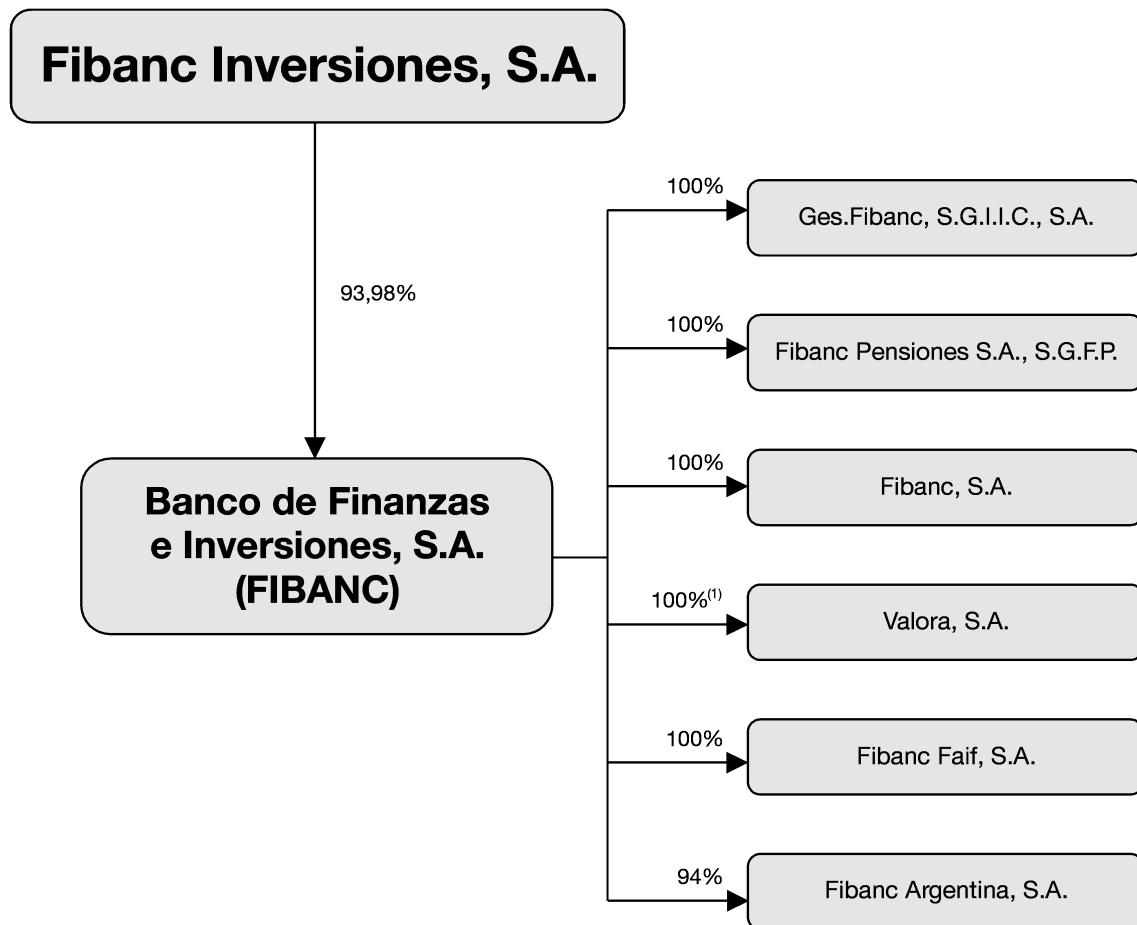 Fibanc Inversiones, S.A.
93,98%
Banco de Finanzas
e Inversiones, S.A.
(FIBANC)
100%
Ges.Fibanc, S.G.I.I.C., S.A.
100%
Fibanc Pensiones S.A., S.G.F.P.
100%
Fibanc, S.A.
100%(1)
Valora, S.A.
100%
Fibanc Faif, S.A.
94%
Fibanc Argentina, S.A.